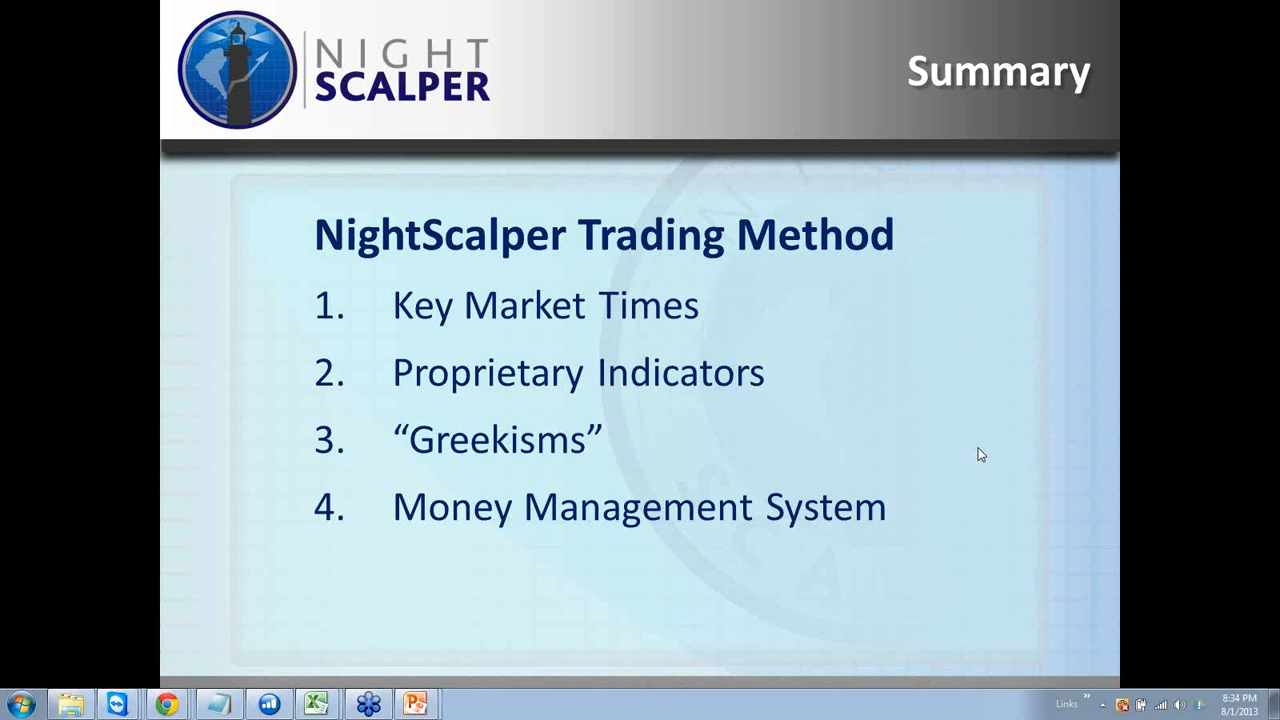 NIGHT
SCALPER
Summary
NightScalper Trading Method
1. Key Market Times
2. Proprietary Indicators
3. “Greekisms”
4. Money Management System
Links
8:34 PM
8/1/2013